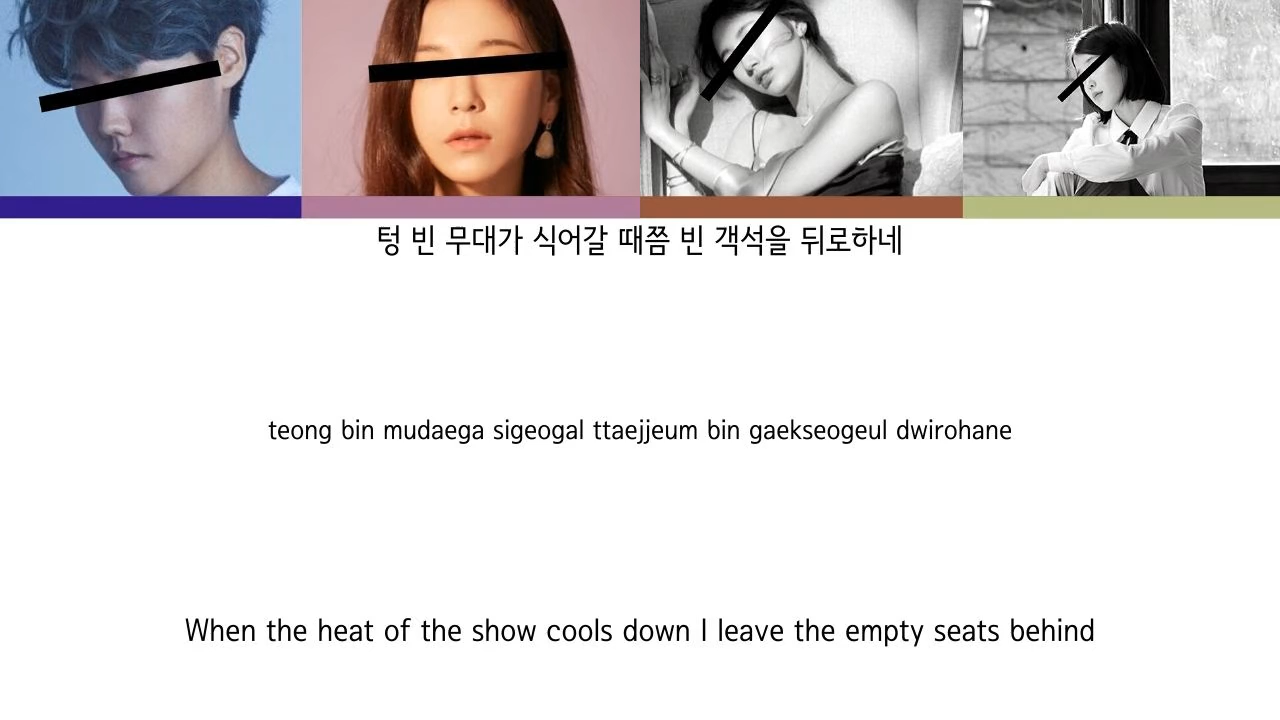 텅 빈 무대가 식어갈 때쯤 빈 객석을 뒤로하네
teong bin mudaega sigeogal ttaejjeum bin gaekseogeul dwirohane
When the heat of the show cools down I leave the empty seats behind